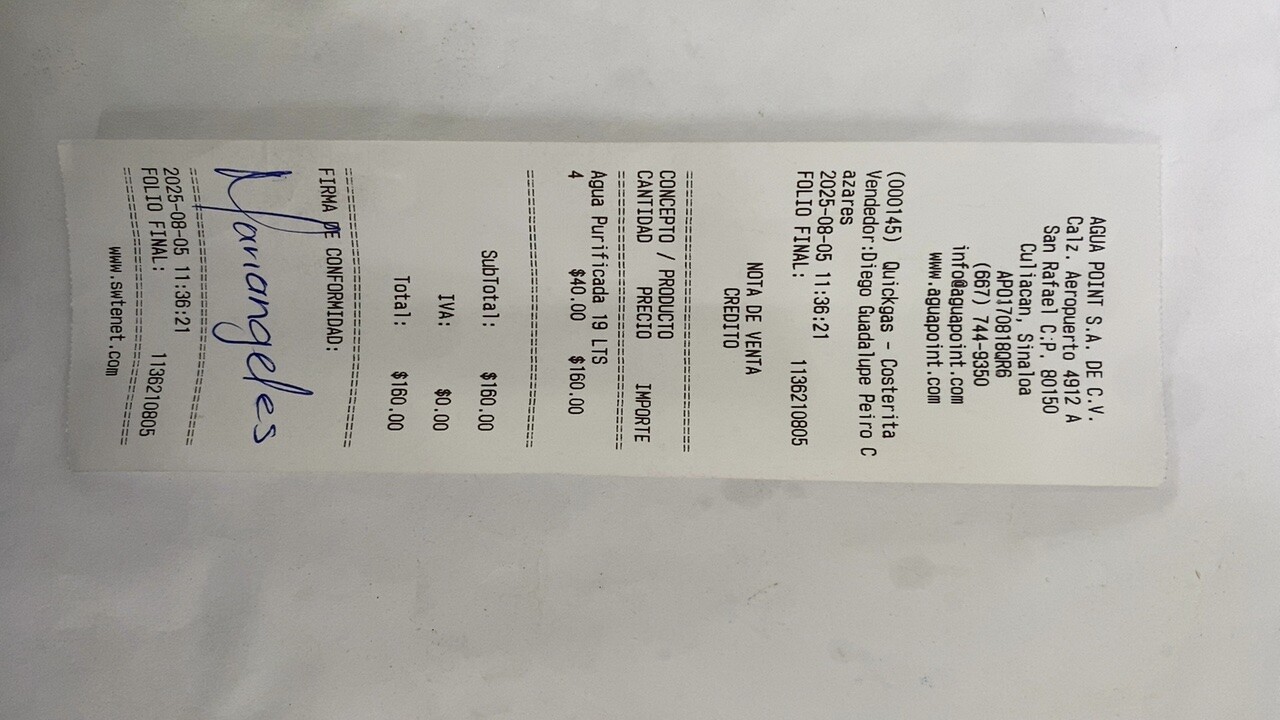 AGUA POINT S.A. DE C.V.
Calz. Aeropuerto 4912 A
San Rafael C.P. 80150
Culiacan, Sinaloa
APO170818QR6
(667) 744-9350
info@aguapoint.com
www.aguapoint.com
(000145) Quickgas - Costerita
Vendedor:Diego Guadalupe Peiro C
azares
2025-08-05 11:36:21
FOLIO FINAL: 1136210805
NOTA DE VENTA
CREDITO
================================
CONCEPTO / PRODUCTO
CANTIDAD PRECIO IMPORTE
================================
Agua Purificada 19 LTS
4 $40.00 $160.00
================================
SubTotal: $160.00
IVA: $0.00
Total: $160.00
================================
FIRMA DE CONFORMIDAD:
Mariangeles
================================
2025-08-05 11:36:21
FOLIO FINAL: 1136210805
================================
www.swtenet.com